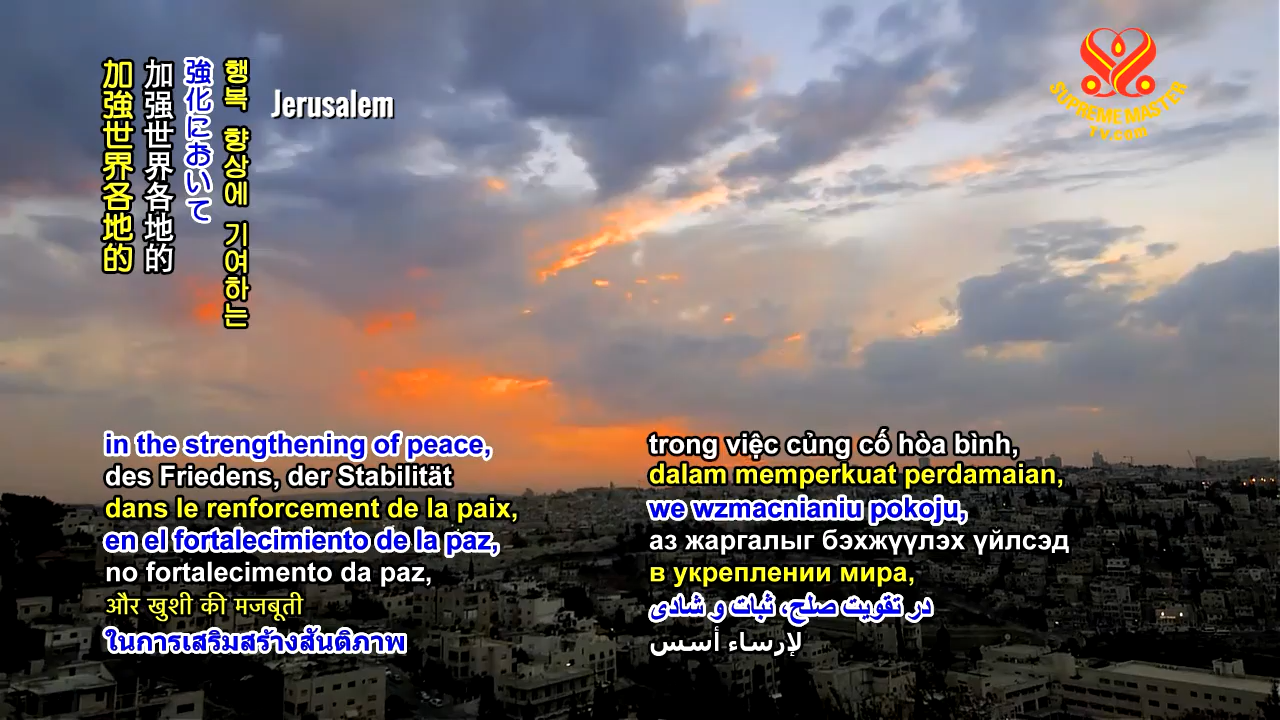 加強世界各地的
加强世界各地的
強化において
행복 향상에 기여하는
Jerusalem
SUPREME MASTER
TV.com
in the strengthening of peace,
des Friedens, der Stabilität
dans le renforcement de la paix,
en el fortalecimiento de la paz,
no fortalecimento da paz,
और खुशी की मजबूती
ในการเสริมสร้างสันติภาพ
trong việc củng cố hòa bình,
dalam memperkuat perdamaian,
we wzmacnianiu pokoju,
аз жаргалыг бэхжүүлэх үйлсэд
в укреплении мира,
در تقویت صلح، ثبات و شادی
لإرساء أسس